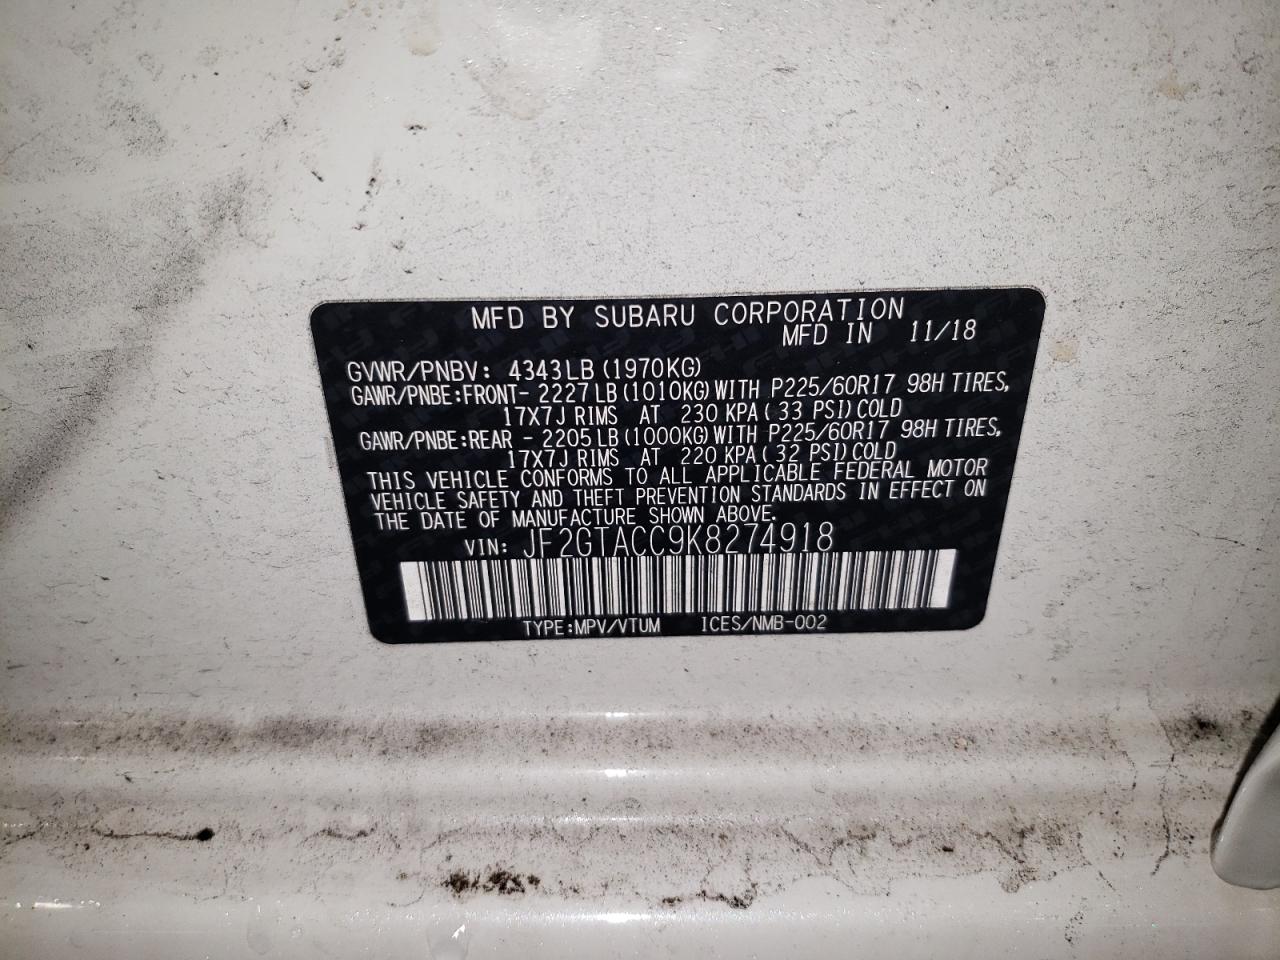 MFD BY SUBARU CORPORATION
MFD IN 11/18
GVWR/PNBV: 4343LB (1970KG)
GAWR/PNBE:FRONT- 2227LB (1010KG) WITH P225/60R17 98H TIRES,
17X7J RIMS AT 230 KPA( 33 PSI) COLD
GAWR/PNBE:REAR - 2205LB (1000KG) WITH P225/60R17 98H TIRES,
17X7J RIMS AT 220 KPA( 32 PSI) COLD
THIS VEHICLE CONFORMS TO ALL APPLICABLE FEDERAL MOTOR
VEHICLE SAFETY AND THEFT PREVENTION STANDARDS IN EFFECT ON
THE DATE OF MANUFACTURE SHOWN ABOVE.
VIN: JF2GTACC9K8274918
TYPE:MPV/VTUM ICES/NMB-002